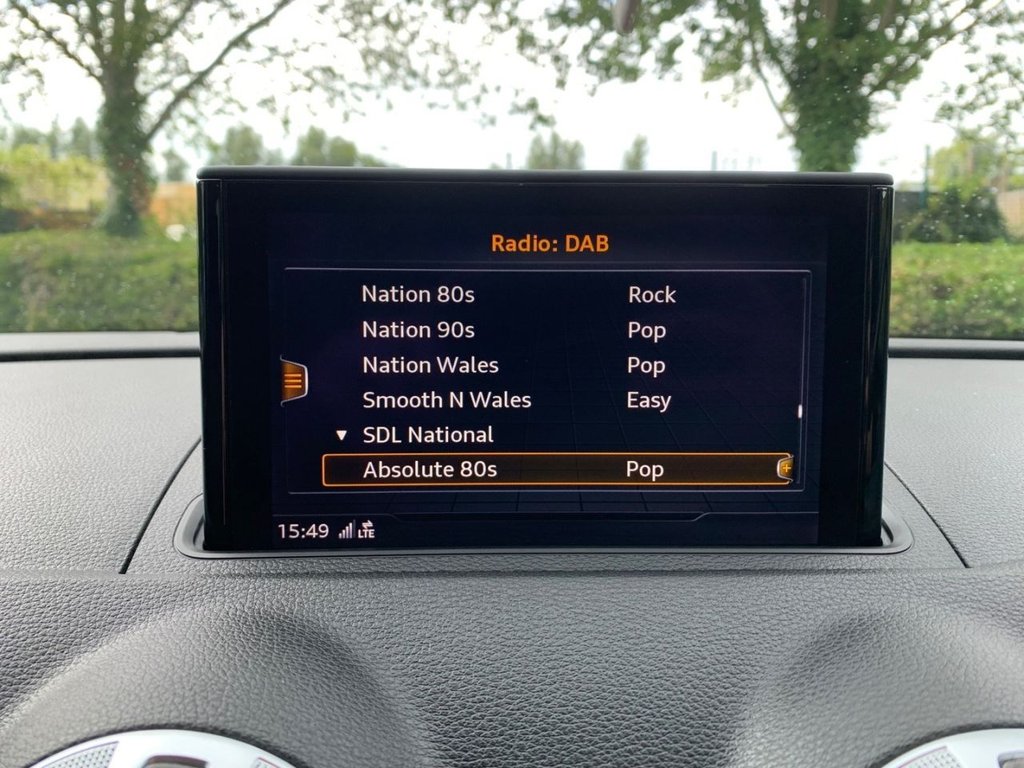 Radio: DAB
Nation 80s Rock
Nation 90s Pop
Nation Wales Pop
Smooth N Wales Easy
▼ SDL National
Absolute 80s Pop
15:49 LTE